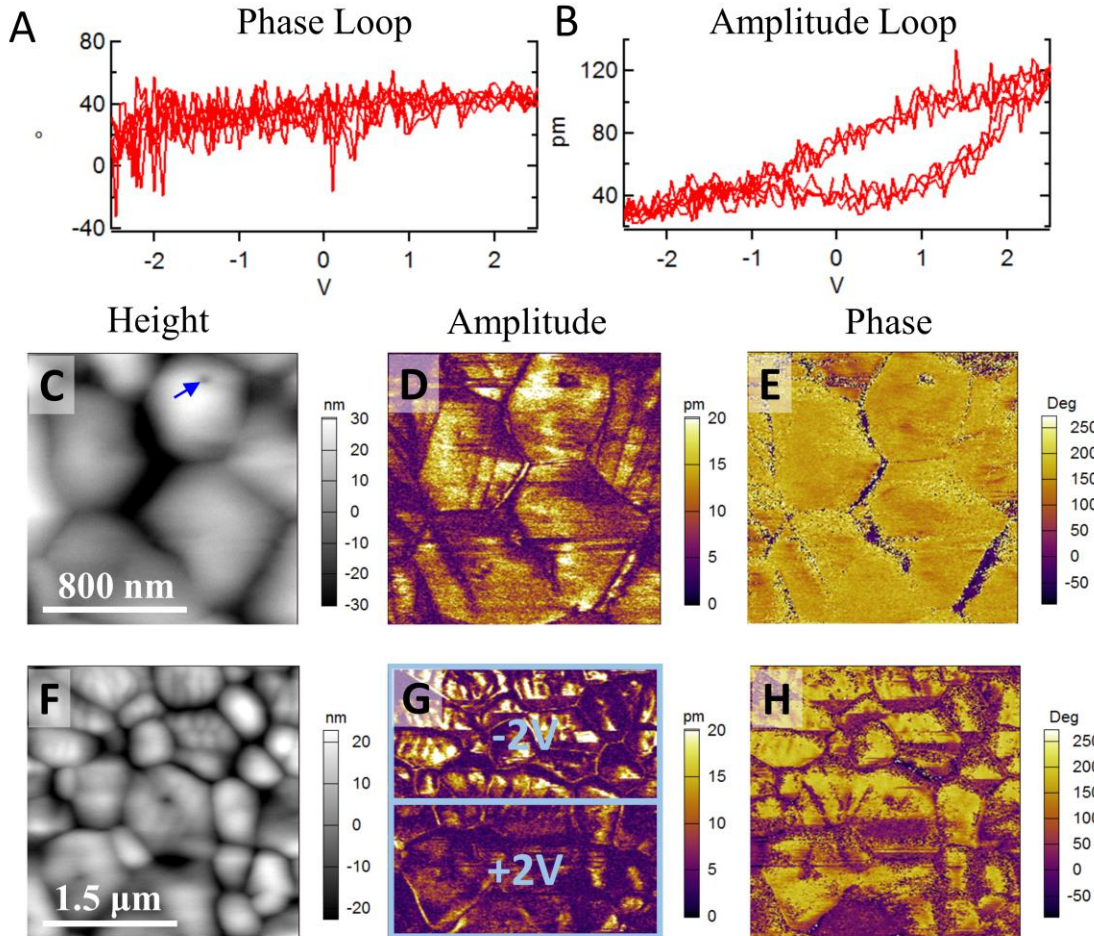 A
Phase Loop
80
40
0
-40
°
-2
-1
0
1
2
V
B
Amplitude Loop
120
80
40
pm
-2
-1
0
1
2
V
Height
Amplitude
Phase
C
800 nm
nm
30
20
10
0
-10
-20
-30
D
pm
20
15
10
5
0
E
Deg
250
200
150
100
50
0
-50
F
1.5 µm
nm
20
10
0
-10
-20
G
-2V
+2V
pm
20
15
10
5
0
H
Deg
250
200
150
100
50
0
-50